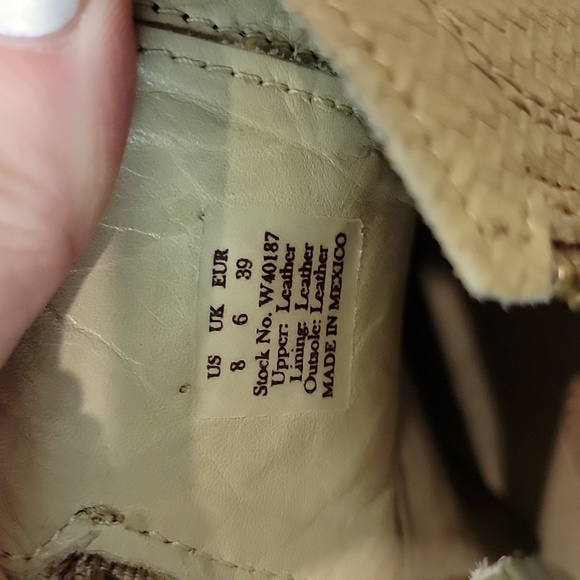 US UK EUR
8 6 39
Stock No. W40187
Upper: Leather
Lining: Leather
Outsole: Leather
MADE IN MEXICO